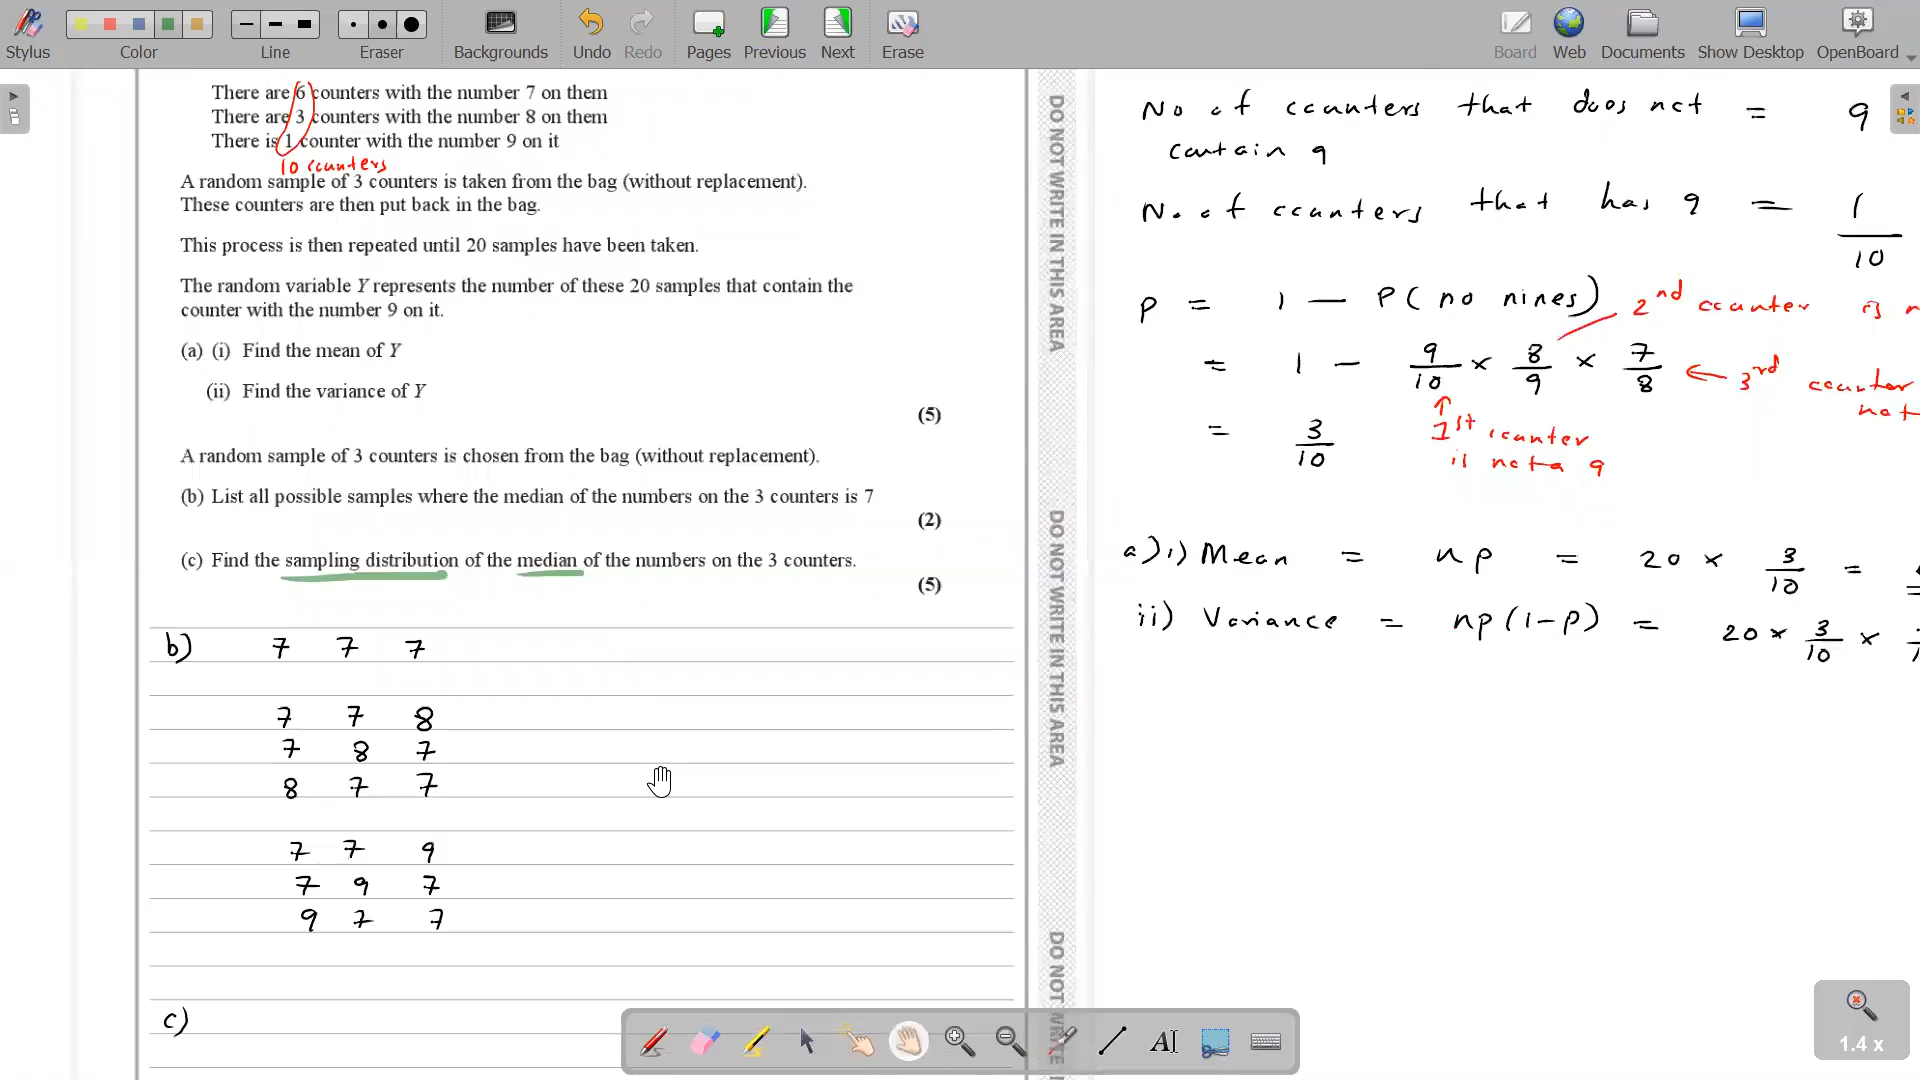 Stylus Color Line Eraser Backgrounds Undo Redo Pages Previous Next Erase Board Web Documents Show Desktop OpenBoard
There are 6 counters with the number 7 on them
There are 3 counters with the number 8 on them
There is 1 counter with the number 9 on it
10 counters
A random sample of 3 counters is taken from the bag (without replacement).
These counters are then put back in the bag.
This process is then repeated until 20 samples have been taken.
The random variable Y represents the number of these 20 samples that contain the
counter with the number 9 on it.
(a) (i) Find the mean of Y
(ii) Find the variance of Y
(5)
A random sample of 3 counters is chosen from the bag (without replacement).
(b) List all possible samples where the median of the numbers on the 3 counters is 7
(2)
(c) Find the sampling distribution of the median of the numbers on the 3 counters.
(5)
b) 7 7 7
7 7 8
7 8 7
8 7 7
7 7 9
7 9 7
9 7 7
c)
DO NOT WRITE IN THIS AREA
DO NOT WRITE IN THIS AREA
DO NOT WRITE I
No of counters that does not = 9
contain 9
No of counters that has 9 = 1/10
P = 1 - P(no nines)
2nd counter is
= 1 - 9/10 × 8/9 × 7/8
3rd counter
not
1st counter
is not a 9
= 3/10
a) i) Mean = np = 20 × 3/10 =
ii) Variance = np(1-p) = 20 × 3/10 ×
1.4 x